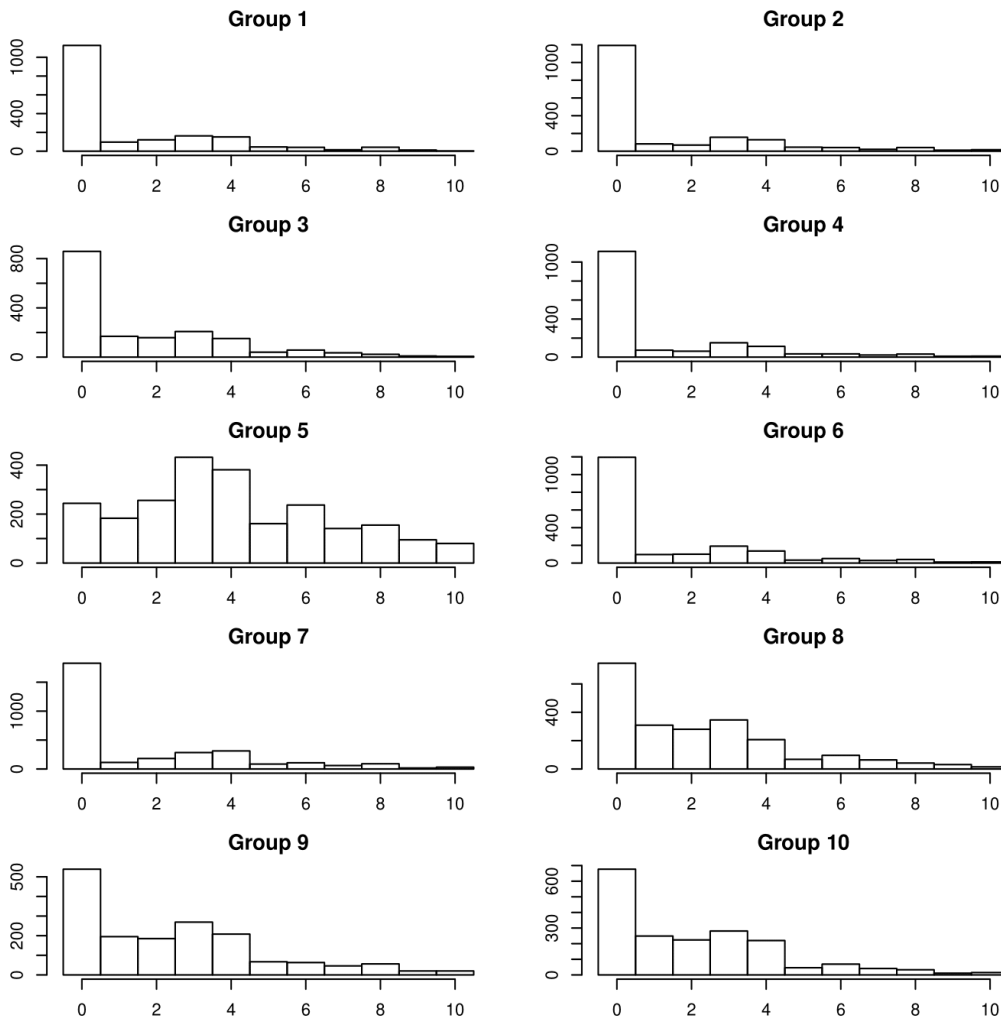 Group 1
Group 2
0 400 1000
0 2 4 6 8 10
0 400 1000
0 2 4 6 8 10
Group 3
Group 4
0 400 800
0 2 4 6 8 10
0 400 1000
0 2 4 6 8 10
Group 5
Group 6
0 200 400
0 2 4 6 8 10
0 400 1000
0 2 4 6 8 10
Group 7
Group 8
0 1000
0 2 4 6 8 10
0 400
0 2 4 6 8 10
Group 9
Group 10
0 200 500
0 2 4 6 8 10
0 300 600
0 2 4 6 8 10